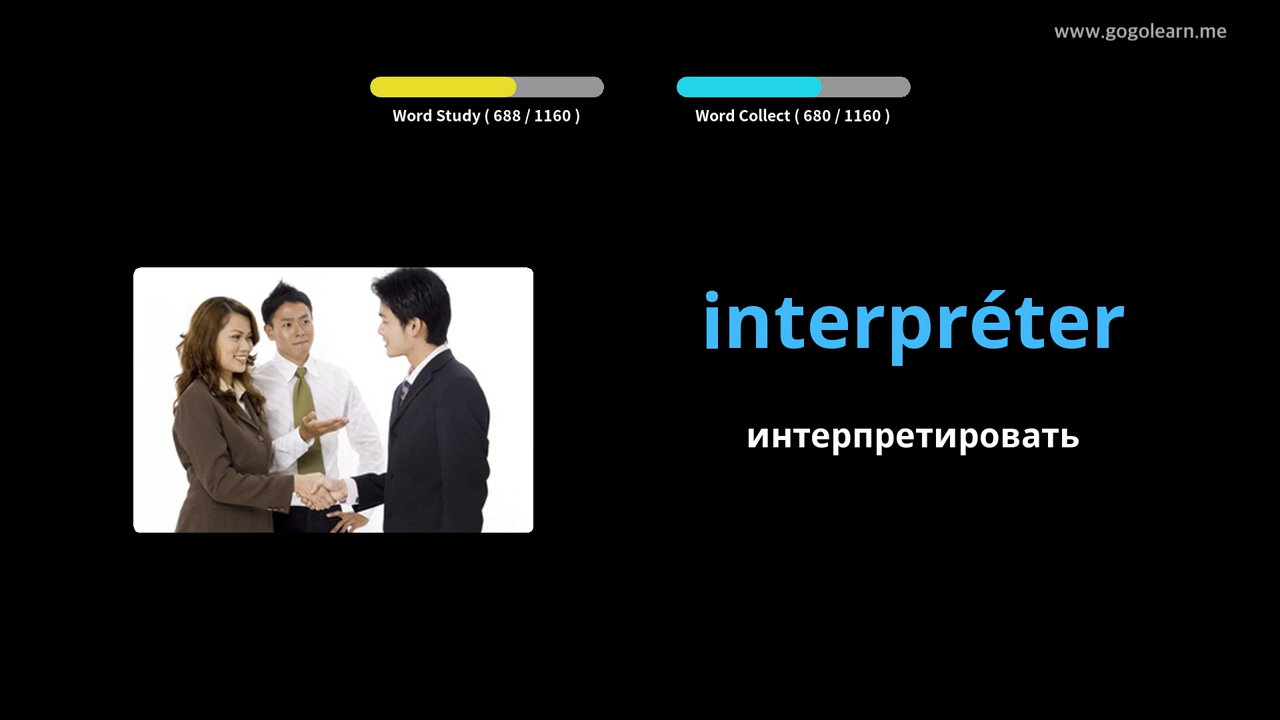 www.gogolearn.me
Word Study ( 688 / 1160 )
Word Collect ( 680 / 1160 )
interpréter
интерпретировать